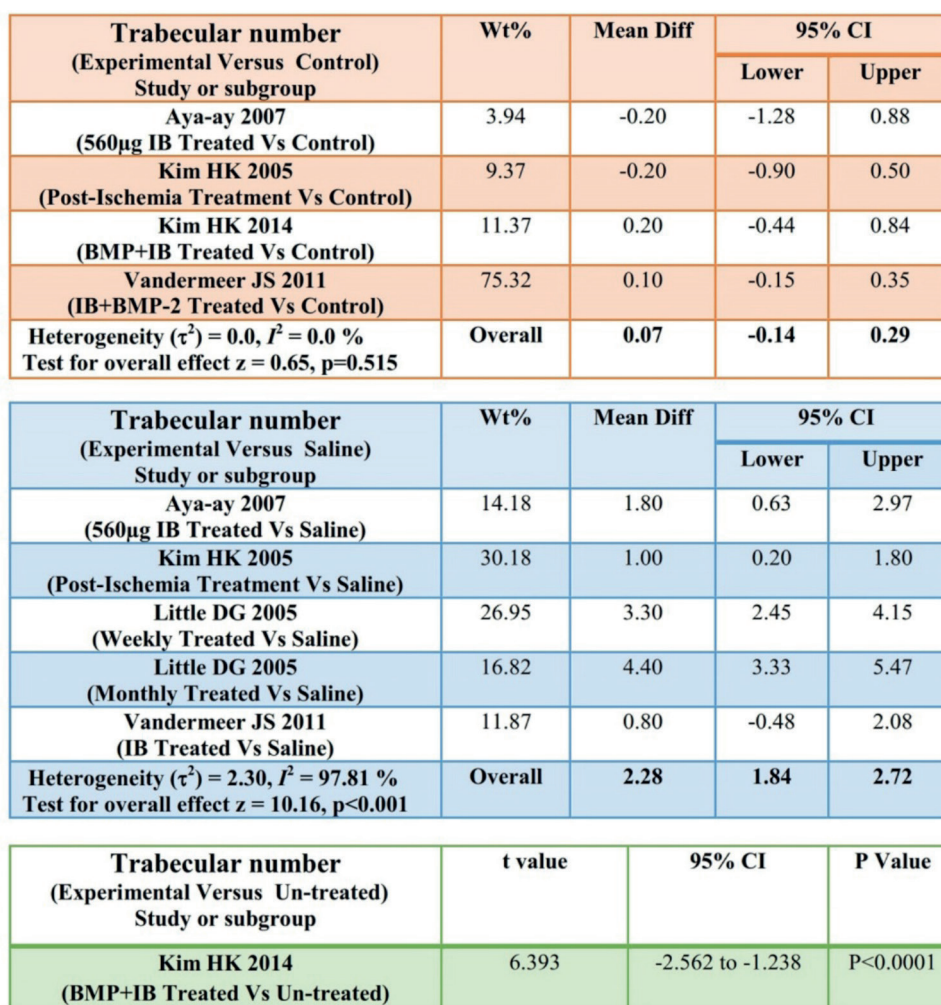 Trabecular number Wt% Mean Diff 95% CI
(Experimental Versus Control) Lower Upper
Study or subgroup
Aya-ay 2007 3.94 -0.20 -1.28 0.88
(560µg IB Treated Vs Control)
Kim HK 2005 9.37 -0.20 -0.90 0.50
(Post-Ischemia Treatment Vs Control)
Kim HK 2014 11.37 0.20 -0.44 0.84
(BMP+IB Treated Vs Control)
Vandermeer JS 2011 75.32 0.10 -0.15 0.35
(IB+BMP-2 Treated Vs Control)
Heterogeneity (τ²) = 0.0, I² = 0.0 % Overall 0.07 -0.14 0.29
Test for overall effect z = 0.65, p=0.515
Trabecular number Wt% Mean Diff 95% CI
(Experimental Versus Saline) Lower Upper
Study or subgroup
Aya-ay 2007 14.18 1.80 0.63 2.97
(560µg IB Treated Vs Saline)
Kim HK 2005 30.18 1.00 0.20 1.80
(Post-Ischemia Treatment Vs Saline)
Little DG 2005 26.95 3.30 2.45 4.15
(Weekly Treated Vs Saline)
Little DG 2005 16.82 4.40 3.33 5.47
(Monthly Treated Vs Saline)
Vandermeer JS 2011 11.87 0.80 -0.48 2.08
(IB Treated Vs Saline)
Heterogeneity (τ²) = 2.30, I² = 97.81 % Overall 2.28 1.84 2.72
Test for overall effect z = 10.16, p<0.001
Trabecular number t value 95% CI P Value
(Experimental Versus Un-treated)
Study or subgroup
Kim HK 2014 6.393 -2.562 to -1.238 P<0.0001
(BMP+IB Treated Vs Un-treated)